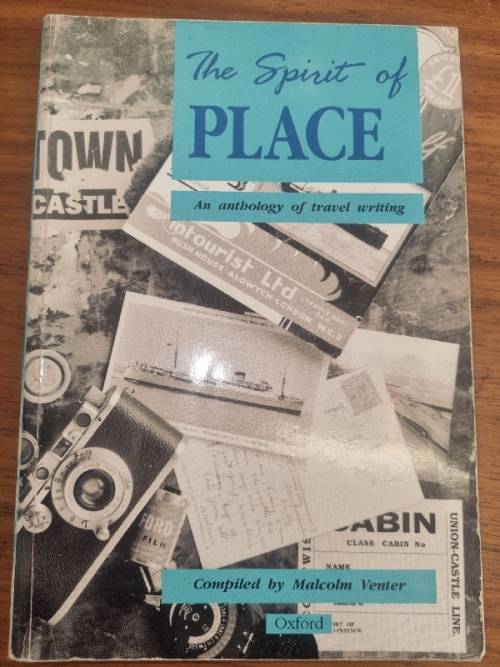 The Spirit of
PLACE
An anthology of travel writing
TOWN
CASTLE
Intourist Ltd
BUSH HOUSE · ALDWYCH · LONDON W.C.2
FORD
FILM
CABIN
CLASS CABIN No
NAME
UNION-CASTLE LINE.
Compiled by Malcolm Venter
Oxford